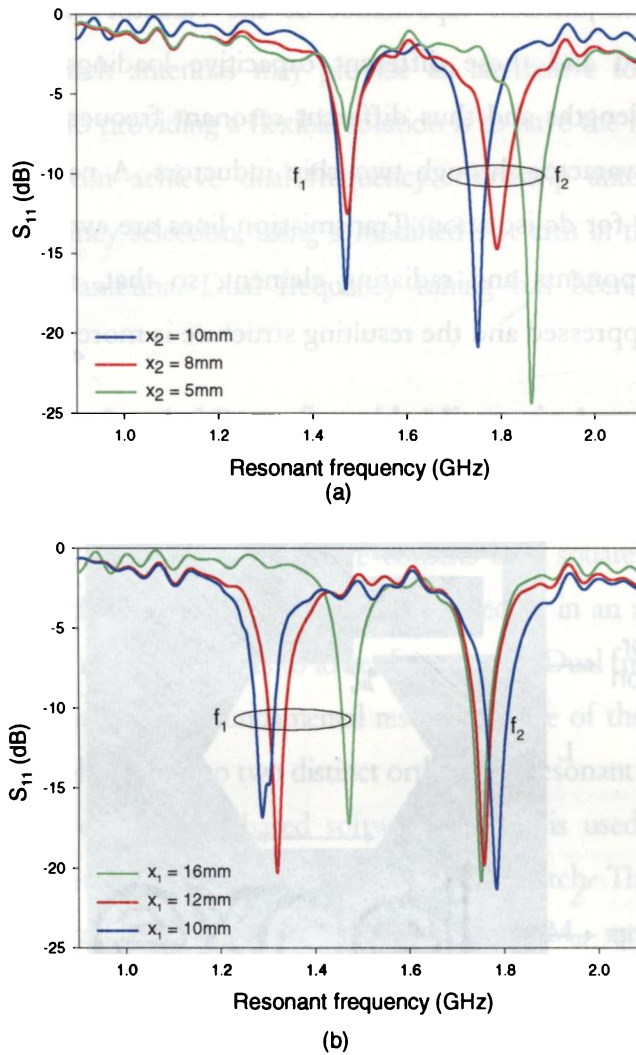 0
-5
-10
-15
-20
-25
S11 (dB)
f1
f2
x2 = 10mm
x2 = 8mm
x2 = 5mm
1.0 1.2 1.4 1.6 1.8 2.0
Resonant frequency (GHz)
(a)
0
-5
-10
-15
-20
-25
S11 (dB)
f1
f2
x1 = 16mm
x1 = 12mm
x1 = 10mm
1.0 1.2 1.4 1.6 1.8 2.0
Resonant frequency (GHz)
(b)